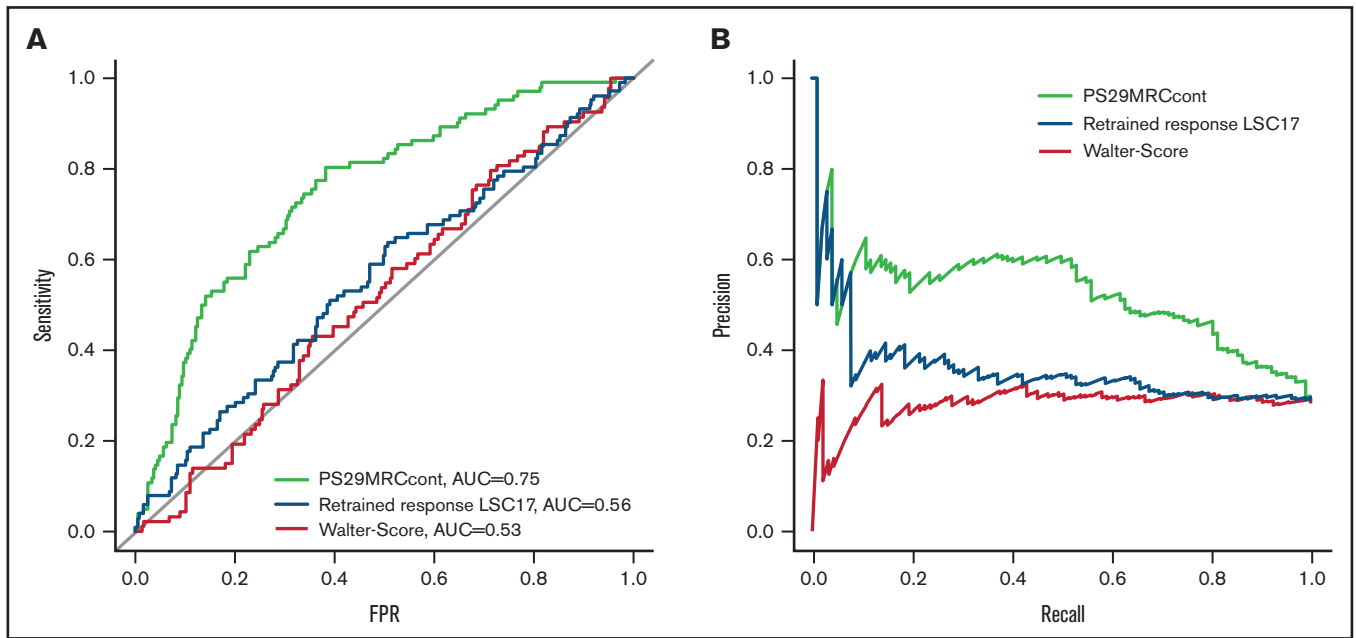 A
1.0
0.8
0.6
0.4
0.2
0.0
Sensitivity
0.0 0.2 0.4 0.6 0.8 1.0
FPR
PS29MRCcont, AUC=0.75
Retrained response LSC17, AUC=0.56
Walter-Score, AUC=0.53
B
1.0
0.8
0.6
0.4
0.2
0.0
Precision
0.0 0.2 0.4 0.6 0.8 1.0
Recall
PS29MRCcont
Retrained response LSC17
Walter-Score